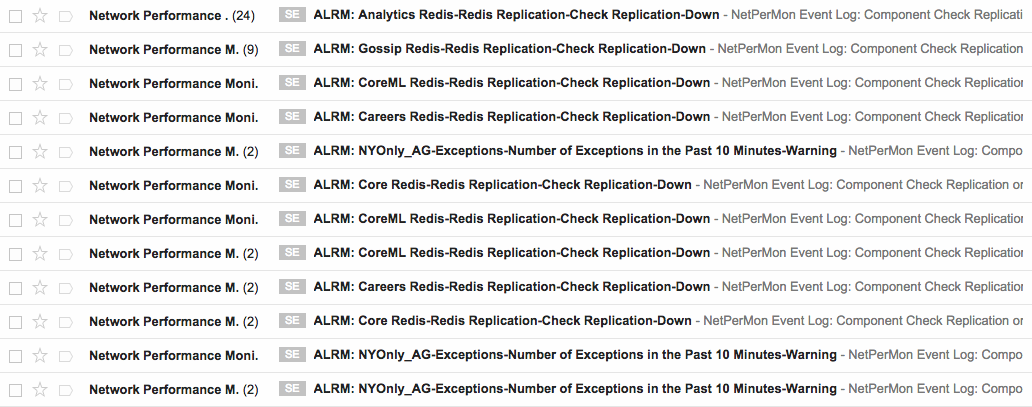 Network Performance . (24) SE ALRM: Analytics Redis-Redis Replication-Check Replication-Down - NetPerMon Event Log: Component Check Replicati
Network Performance M. (9) SE ALRM: Gossip Redis-Redis Replication-Check Replication-Down - NetPerMon Event Log: Component Check Replication
Network Performance Moni. SE ALRM: CoreML Redis-Redis Replication-Check Replication-Down - NetPerMon Event Log: Component Check Replication
Network Performance Moni. SE ALRM: Careers Redis-Redis Replication-Check Replication-Down - NetPerMon Event Log: Component Check Replication
Network Performance M. (2) SE ALRM: NYOnly_AG-Exceptions-Number of Exceptions in the Past 10 Minutes-Warning - NetPerMon Event Log: Compo
Network Performance Moni. SE ALRM: Core Redis-Redis Replication-Check Replication-Down - NetPerMon Event Log: Component Check Replication or
Network Performance Moni. SE ALRM: CoreML Redis-Redis Replication-Check Replication-Down - NetPerMon Event Log: Component Check Replication
Network Performance M. (2) SE ALRM: CoreML Redis-Redis Replication-Check Replication-Down - NetPerMon Event Log: Component Check Replication
Network Performance M. (2) SE ALRM: Careers Redis-Redis Replication-Check Replication-Down - NetPerMon Event Log: Component Check Replication
Network Performance M. (2) SE ALRM: Core Redis-Redis Replication-Check Replication-Down - NetPerMon Event Log: Component Check Replication or
Network Performance Moni. SE ALRM: NYOnly_AG-Exceptions-Number of Exceptions in the Past 10 Minutes-Warning - NetPerMon Event Log: Compo
Network Performance M. (2) SE ALRM: NYOnly_AG-Exceptions-Number of Exceptions in the Past 10 Minutes-Warning - NetPerMon Event Log: Compo